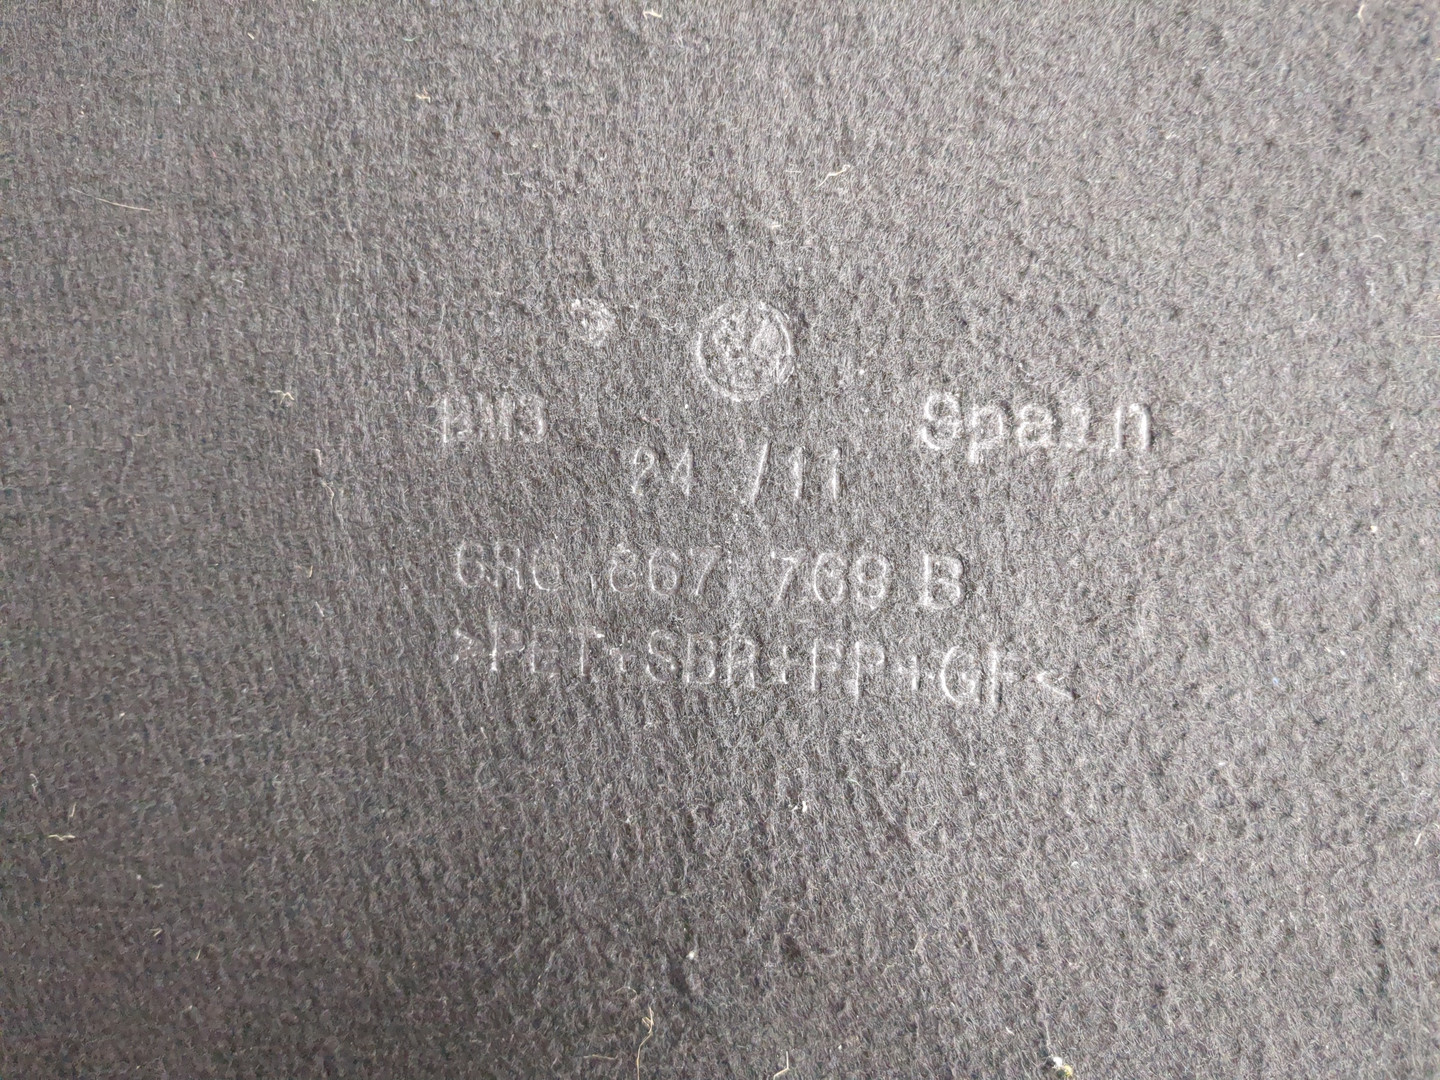 Spain
24 /11
6R6 867 769 B
>PET+SBR+PP+GF<